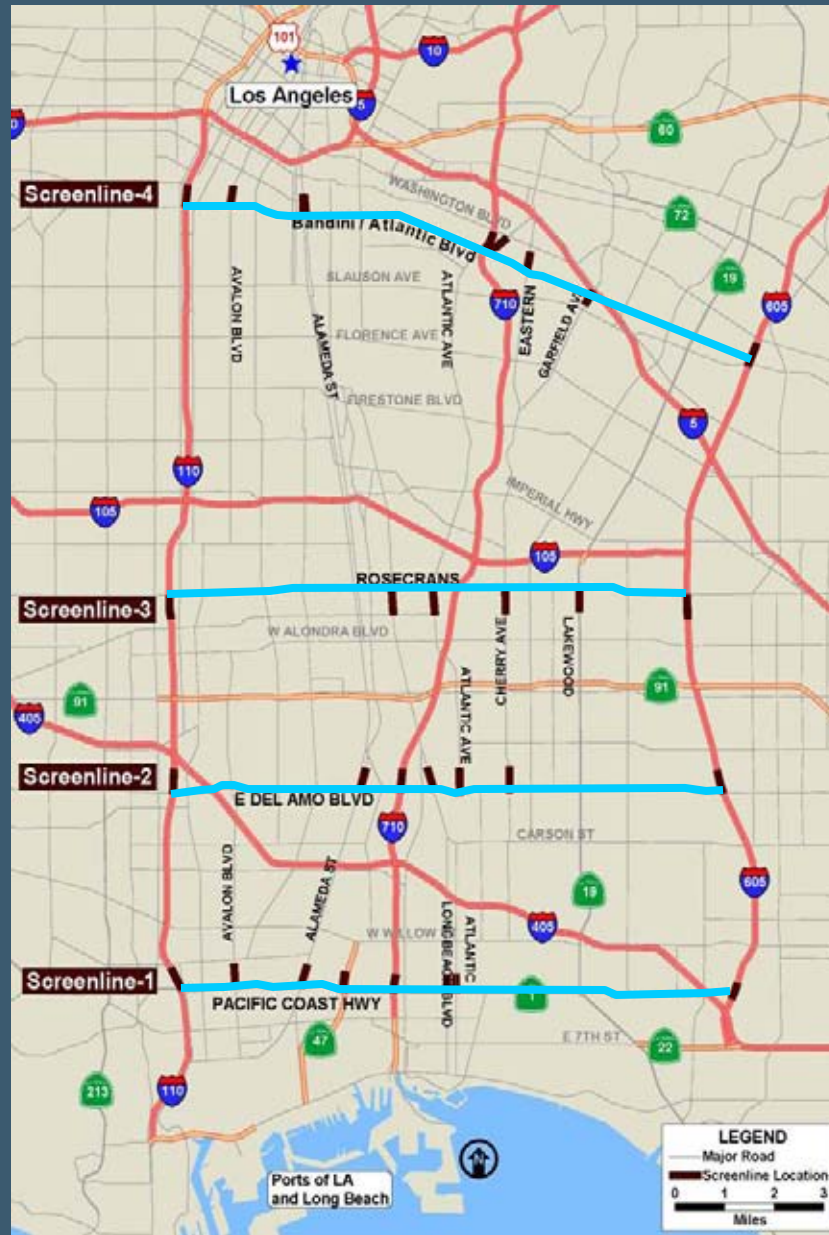 101
10
Los Angeles
5
60
Screenline-4
WASHINGTON BLVD
72
Bandini / Atlantic Blvd
19
SLAUSON AVE
AVALON BLVD
ALAMEDA ST
ATLANTIC AVE
710
EASTERN
GARFIELD AVE
605
FLORENCE AVE
FIRESTONE BLVD
5
110
IMPERIAL HWY
105
105
ROSECRANS
Screenline-3
W ALONDRA BLVD
CHERRY AVE
LAKEWOOD
ATLANTIC AVE
91
91
405
Screenline-2
E DEL AMO BLVD
710
CARSON ST
AVALON BLVD
ALAMEDA ST
605
19
LONGBEACH BLVD
ATLANTIC
405
W WILLOW
Screenline-1
PACIFIC COAST HWY
1
47
E 7TH ST
22
213
110
N
Ports of LA
and Long Beach
LEGEND
Major Road
Screenline Location
0 1 2 3
Miles